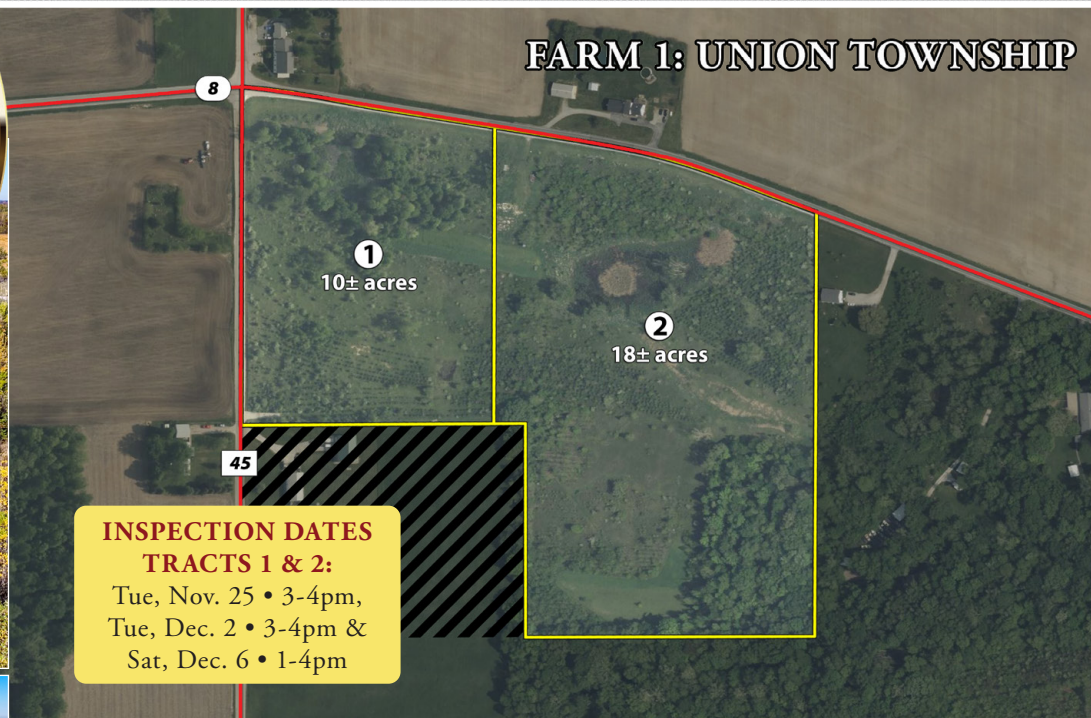 FARM 1: UNION TOWNSHIP
8
1
10± acres
2
18± acres
45
INSPECTION DATES
TRACTS 1 & 2:
Tue, Nov. 25 • 3-4pm,
Tue, Dec. 2 • 3-4pm &
Sat, Dec. 6 • 1-4pm